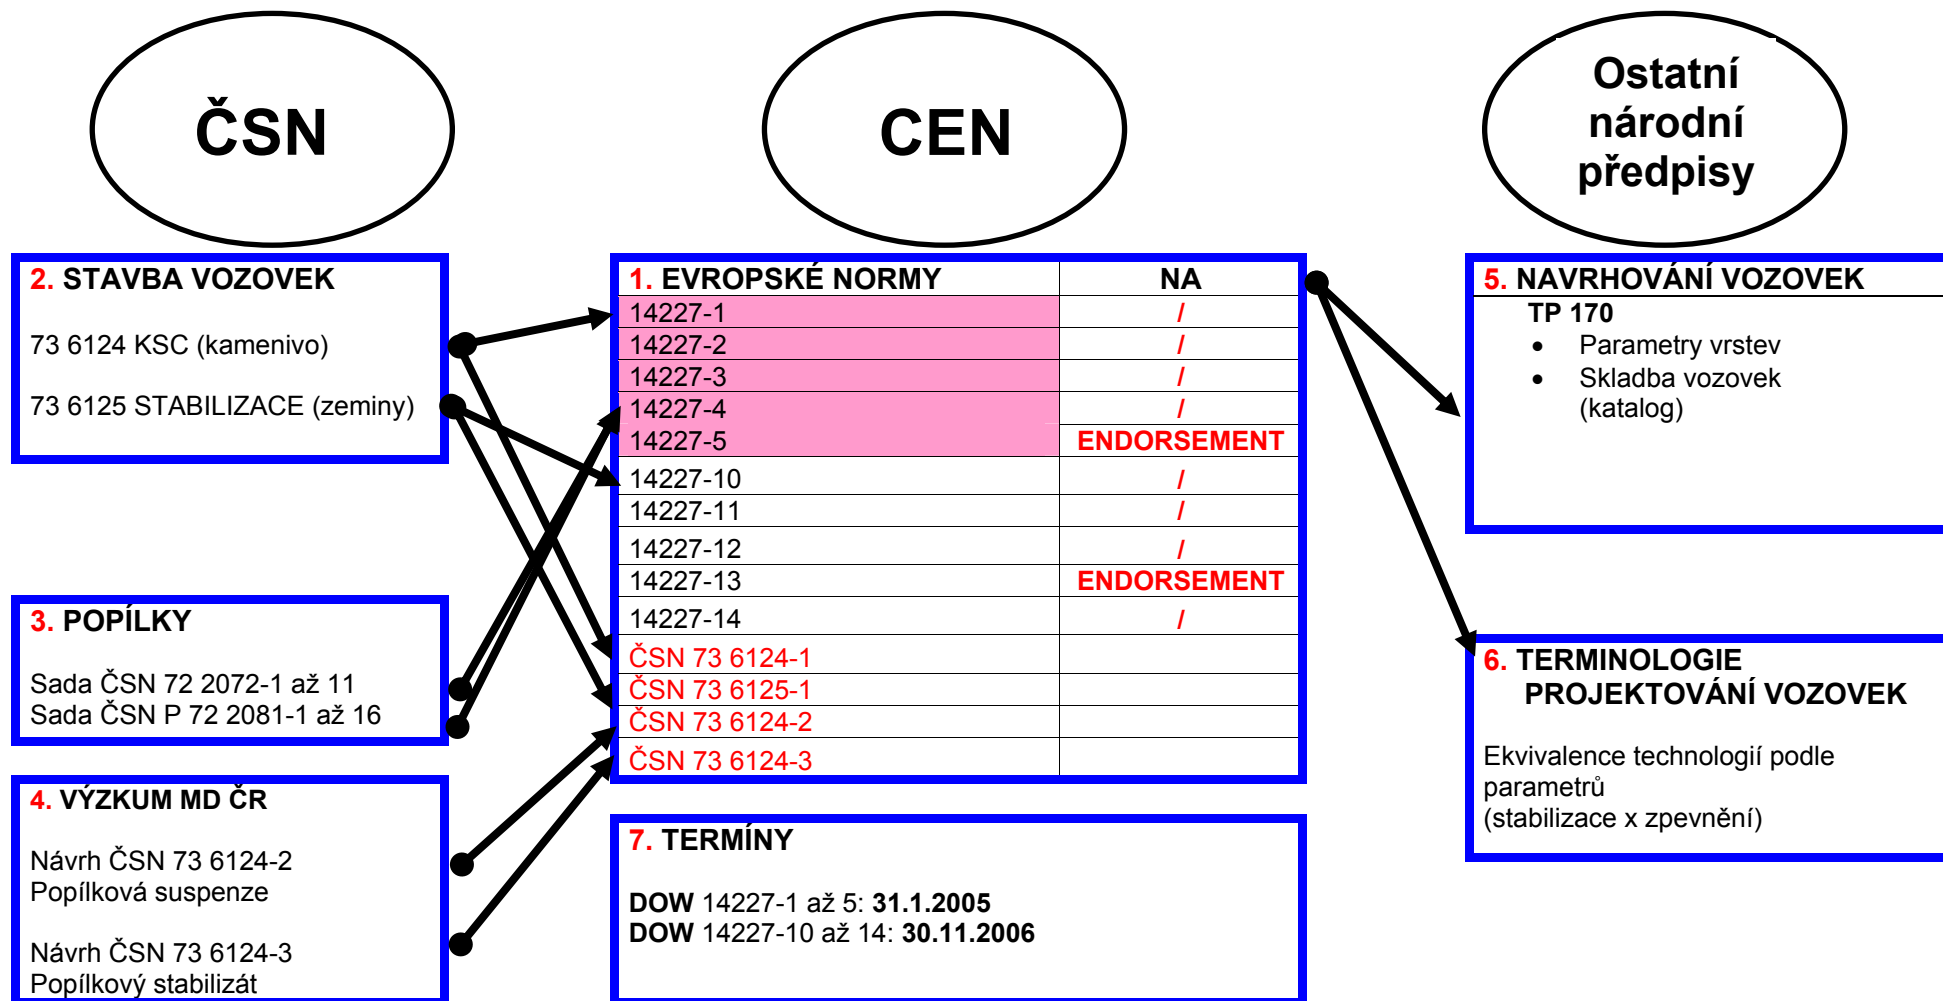 ČSN
CEN
Ostatní
národní
předpisy
2. STAVBA VOZOVEK
73 6124 KSC (kamenivo)
73 6125 STABILIZACE (zeminy)
3. POPÍLKY
Sada ČSN 72 2072-1 až 11
Sada ČSN P 72 2081-1 až 16
4. VÝZKUM MD ČR
Návrh ČSN 73 6124-2
Popílková suspenze
Návrh ČSN 73 6124-3
Popílkový stabilizát
1. EVROPSKÉ NORMY NA
14227-1 /
14227-2 /
14227-3 /
14227-4 /
14227-5 ENDORSEMENT
14227-10 /
14227-11 /
14227-12 /
14227-13 ENDORSEMENT
14227-14 /
ČSN 73 6124-1
ČSN 73 6125-1
ČSN 73 6124-2
ČSN 73 6124-3
7. TERMÍNY
DOW 14227-1 až 5: 31.1.2005
DOW 14227-10 až 14: 30.11.2006
5. NAVRHOVÁNÍ VOZOVEK
TP 170
• Parametry vrstev
• Skladba vozovek
(katalog)
6. TERMINOLOGIE
PROJEKTOVÁNÍ VOZOVEK
Ekvivalence technologií podle
parametrů
(stabilizace x zpevnění)